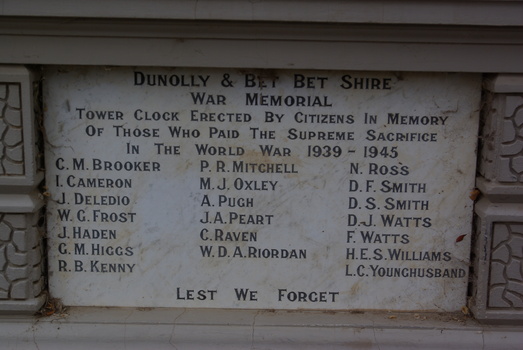 DUNOLLY & BET BET SHIRE
WAR MEMORIAL
TOWER CLOCK ERECTED BY CITIZENS IN MEMORY
OF THOSE WHO PAID THE SUPREME SACRIFICE
IN THE WORLD WAR 1939 - 1945
C. M. BROOKER P. R. MITCHELL N. ROSS
I. CAMERON M. J. OXLEY D. F. SMITH
J. DELEDIO A. PUGH D. S. SMITH
W. G. FROST J. A. PEART D. J. WATTS
J. HADEN C. RAVEN F. WATTS
G. M. HIGGS W. D. A. RIORDAN H. E. S. WILLIAMS
R. B. KENNY L. C. YOUNGHUSBAND
LEST WE FORGET